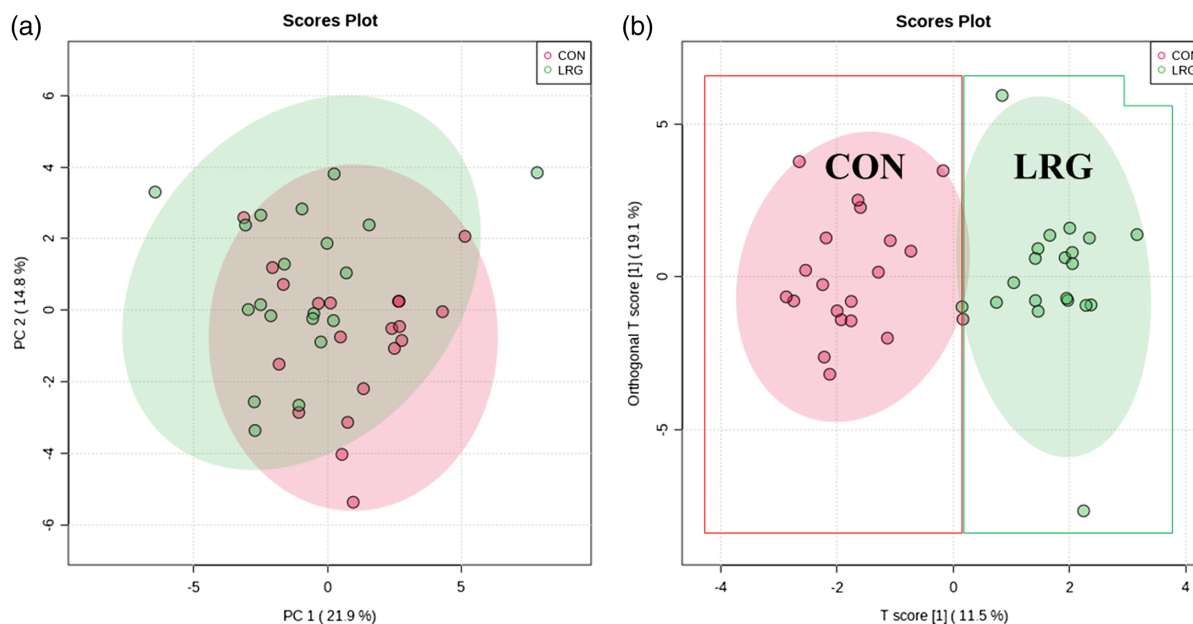 (a)
Scores Plot
CON
LRG
6
4
2
0
-2
-4
-6
PC 2 ( 14.8 %)
-5
0
5
PC 1 ( 21.9 %)
(b)
Scores Plot
CON
LRG
CON
LRG
5
0
-5
Orthogonal T score [1] ( 19.1 %)
-4
-2
0
2
4
T score [1] ( 11.5 %)